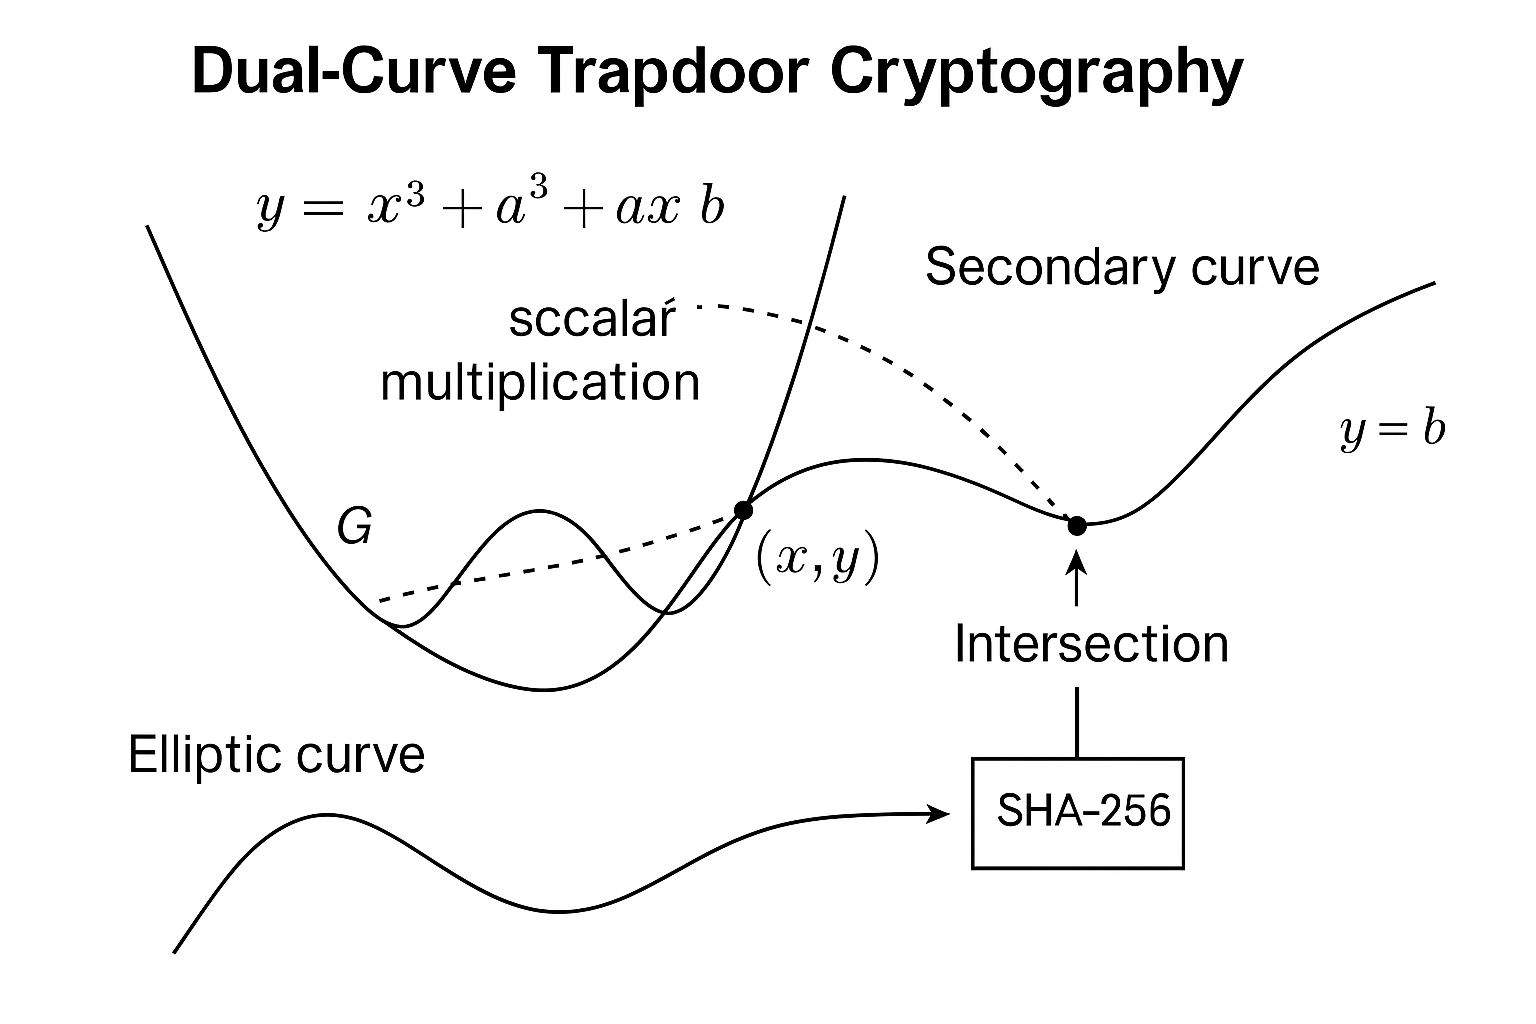 Dual-Curve Trapdoor Cryptography
y = x³ + a³ + ax b
Secondary curve
sccalaŕ
multiplication
y = b
G
(x, y)
Intersection
Elliptic curve
SHA-256